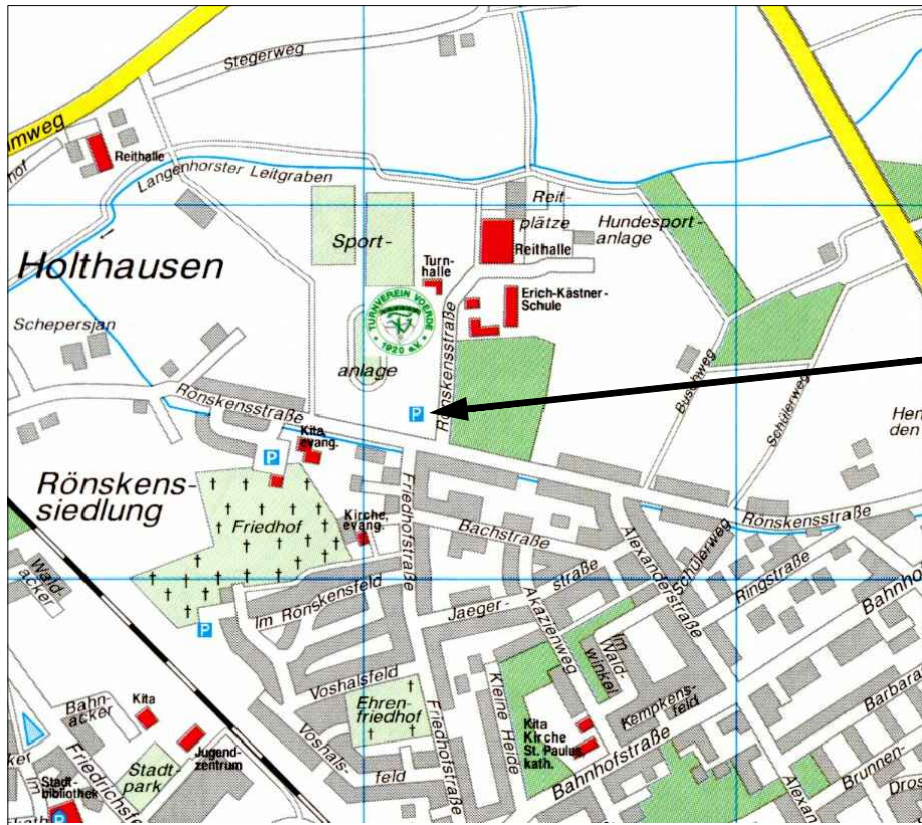 Stegerweg
mweg
hof
Reithalle
Langenhorster Leitgraben
Reit-
plätze
Hundesport-
anlage
Sport-
Reithalle
Holthausen
Turn-
halle
Erich-Kästner-
Schule
TURNVEREIN VOERDE
1920 e.V.
Schepersjan
anlage
Rönskensstraße
Buschweg
Schülerweg
Rönskensstraße
P
Hen
den
Kita
evang.
P
Rönskens-
siedlung
Friedhof
Kirche,
evang.
Friedhofstraße
Bachstraße
Alexanderstraße
Schülerweg
Rönskensstraße
Wald-
acker
Im Rönskensfeld
Jaeger-
straße
Akazienweg
Ringstraße
Bahnho
P
Im Wald-
winkel
Voshalsfeld
Ehren-
friedhof
Kleine Heide
Kempkens-
feld
Barbara
Bahn-
acker
Kita
Jugend-
zentrum
Voshals-
feld
Friedhofstraße
Kita
Kirche
St. Paulus
kath.
Bahnhofstraße
Brunnen-
Dros
Alexan
Stadt-
park
Friedrichsf
Im
cker
Stadt-
bibliothek
kath
P